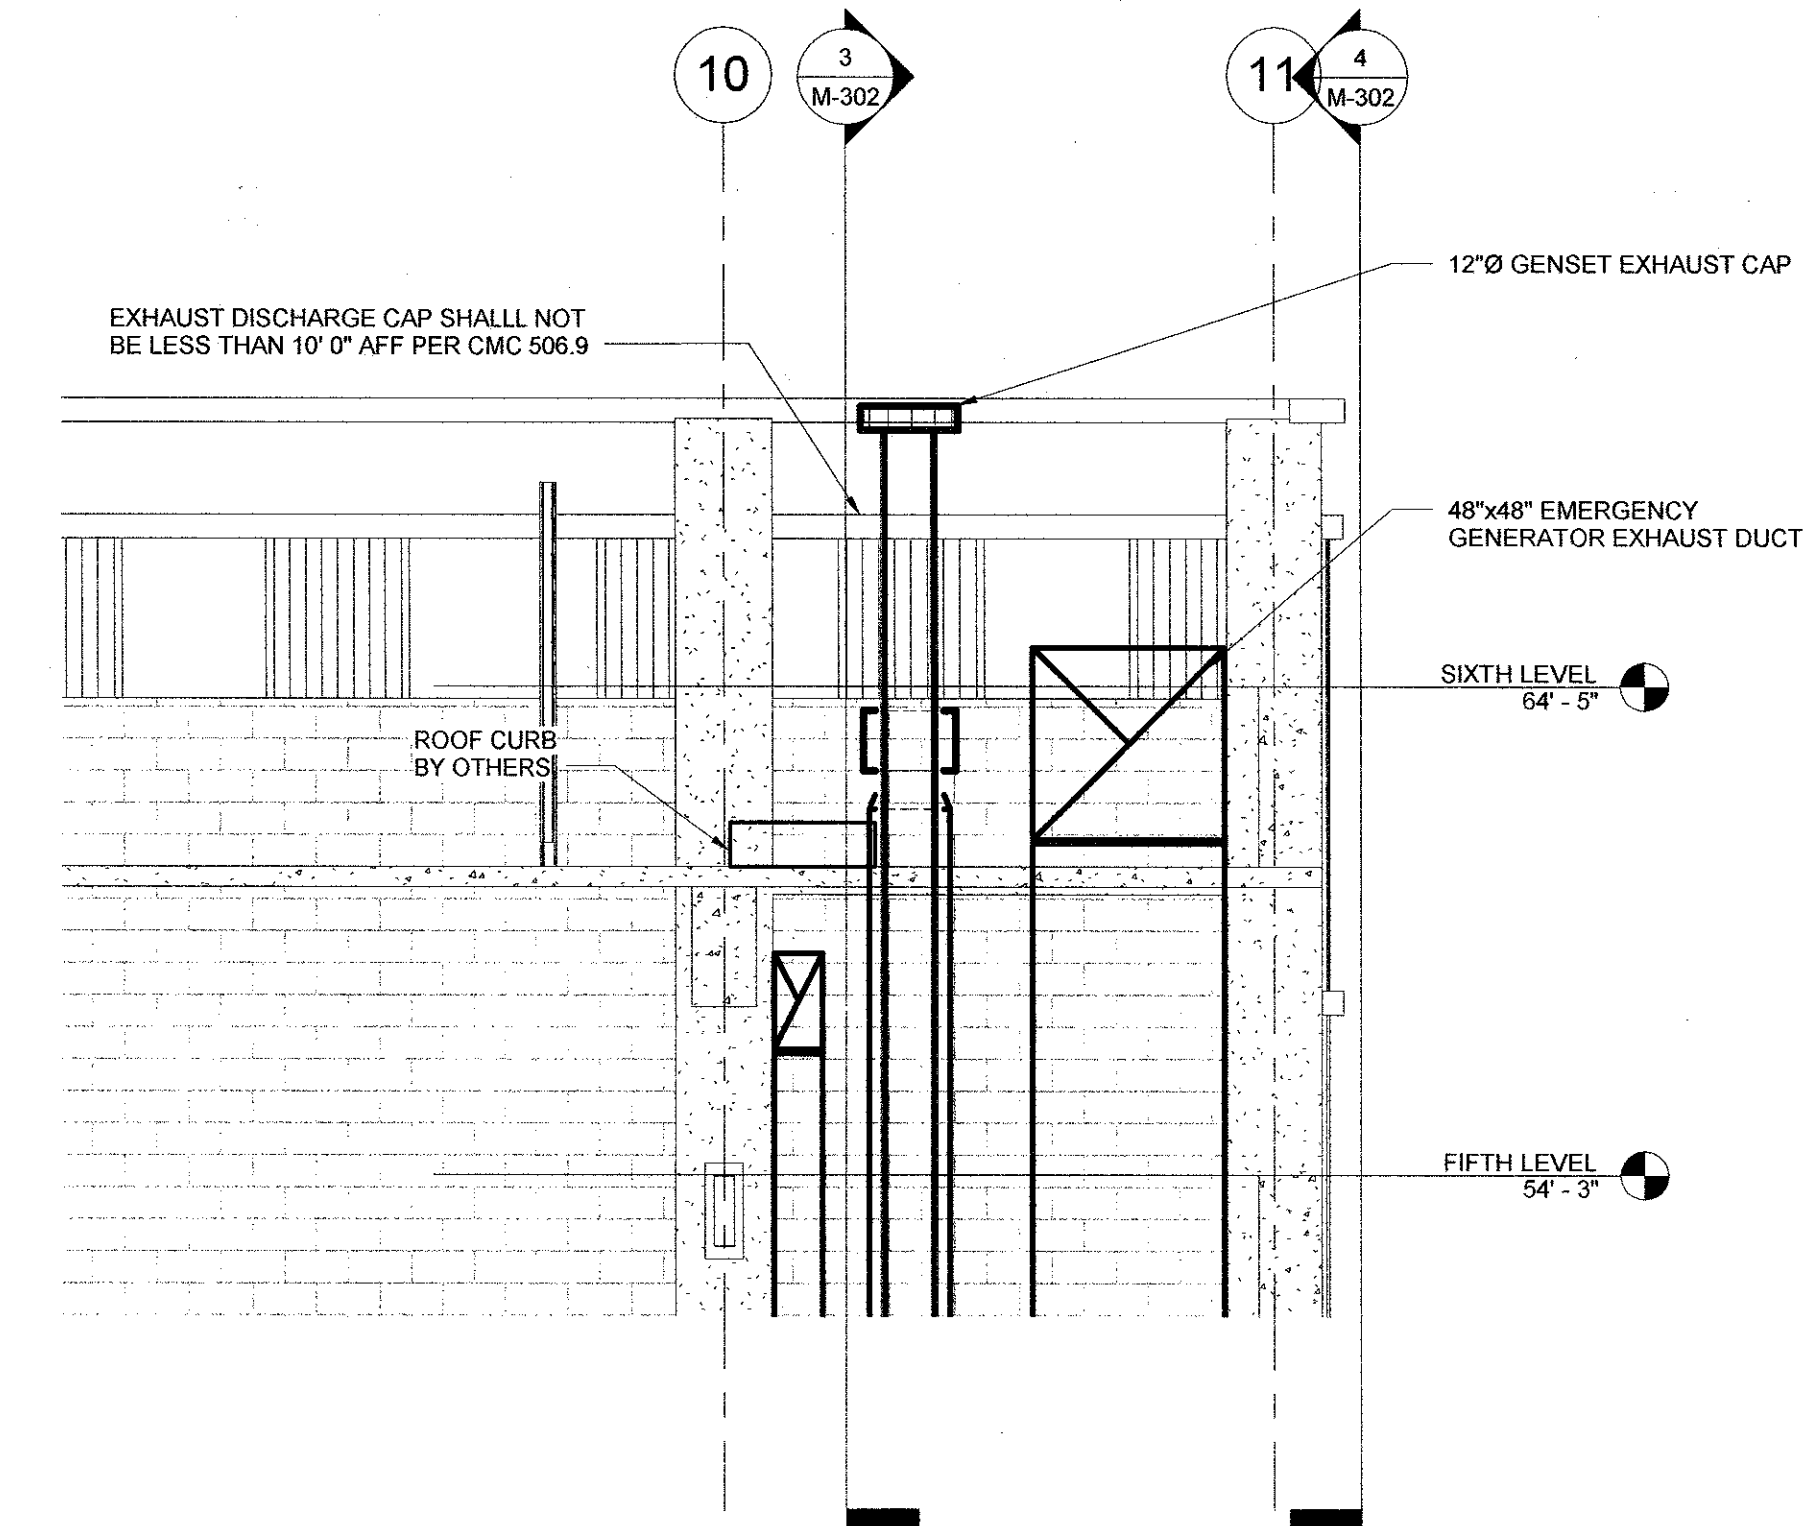 10
3
M-302
11
4
M-302
12"Ø GENSET EXHAUST CAP
EXHAUST DISCHARGE CAP SHALLL NOT
BE LESS THAN 10' 0" AFF PER CMC 506.9
48"x48" EMERGENCY
GENERATOR EXHAUST DUCT
SIXTH LEVEL
64' - 5"
ROOF CURB
BY OTHERS
FIFTH LEVEL
54' - 3"